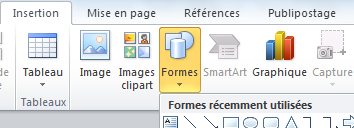 Insertion Mise en page Références Publipostage
Tableau Image Images clipart Formes SmartArt Graphique Capture
Tableaux
Formes récemment utilisées